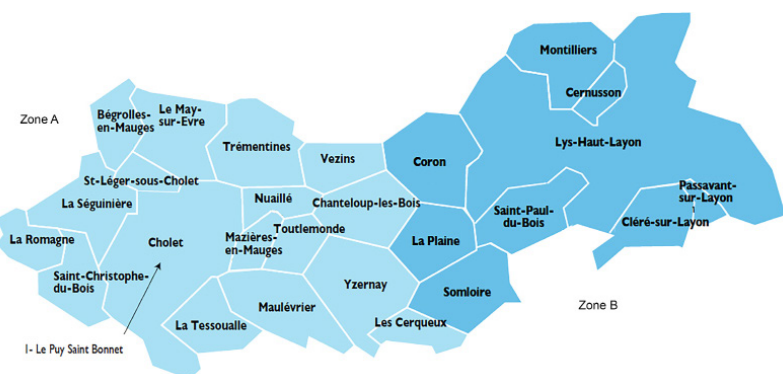 Montilliers
Cernusson
Zone A
Bégrolles-
en-Mauges
Le May-
sur-Evre
Trémentines
Vezins
Coron
Lys-Haut-Layon
St-Léger-sous-Cholet
La Séguinière
Nuaillé
Chanteloup-les-Bois
Saint-Paul-
du-Bois
Passavant-
sur-Layon
1
Cléré-sur-Layon
La Romagne
Cholet
Mazières-
en-Mauges
Toutlemonde
La Plaine
Saint-Christophe-
du-Bois
Yzernay
Somloire
Maulévrier
Zone B
La Tessoualle
Les Cerqueux
1- Le Puy Saint Bonnet